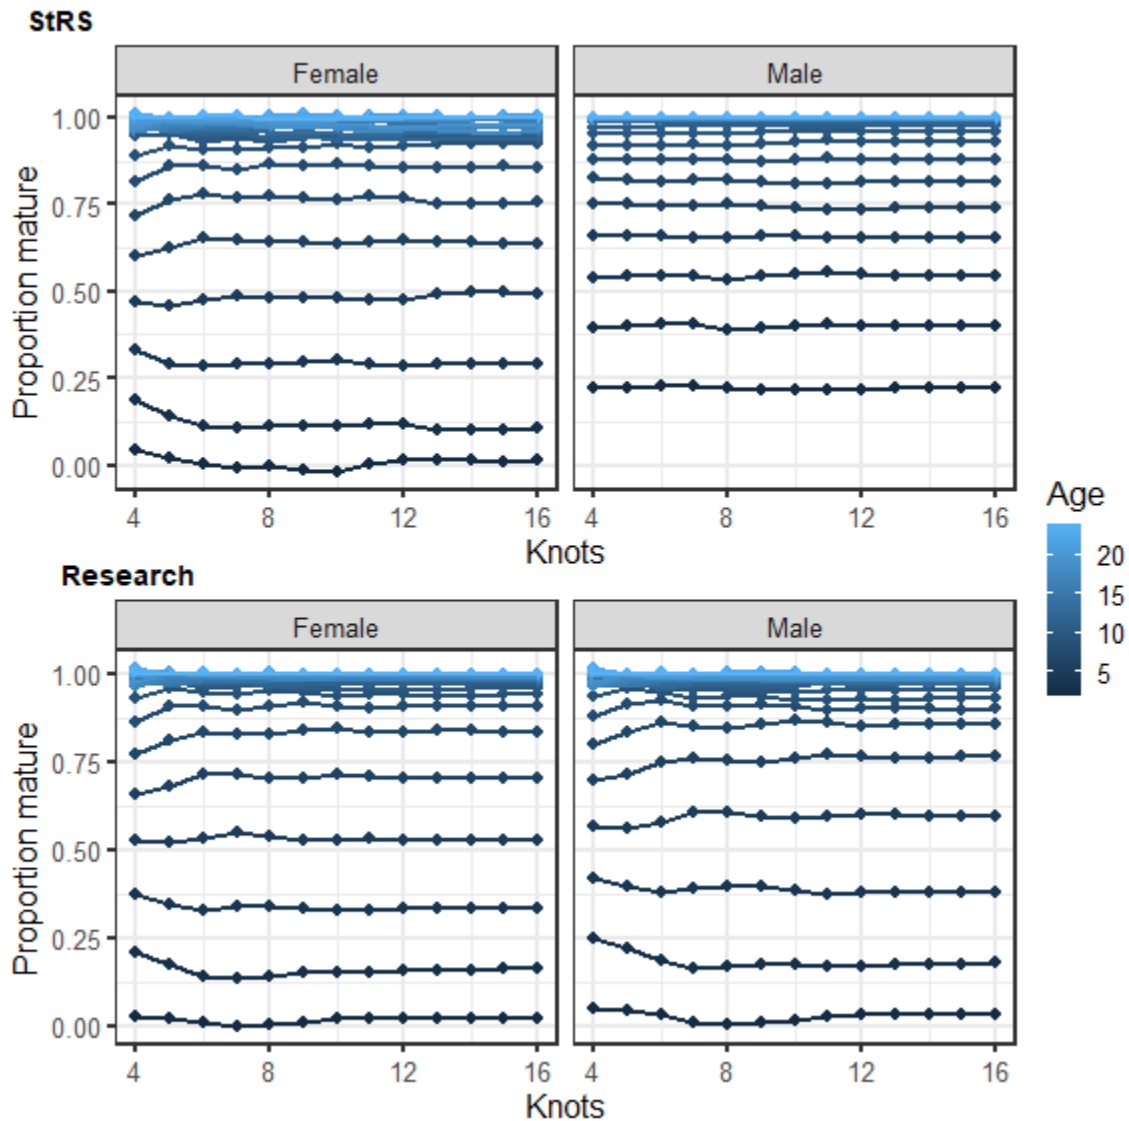 StRS
Female Male
1.00
0.75
0.50
0.25
0.00
Proportion mature
4 8 12 16 4 8 12 16
Knots
Age
20
15
10
5
Research
Female Male
1.00
0.75
0.50
0.25
0.00
Proportion mature
4 8 12 16 4 8 12 16
Knots